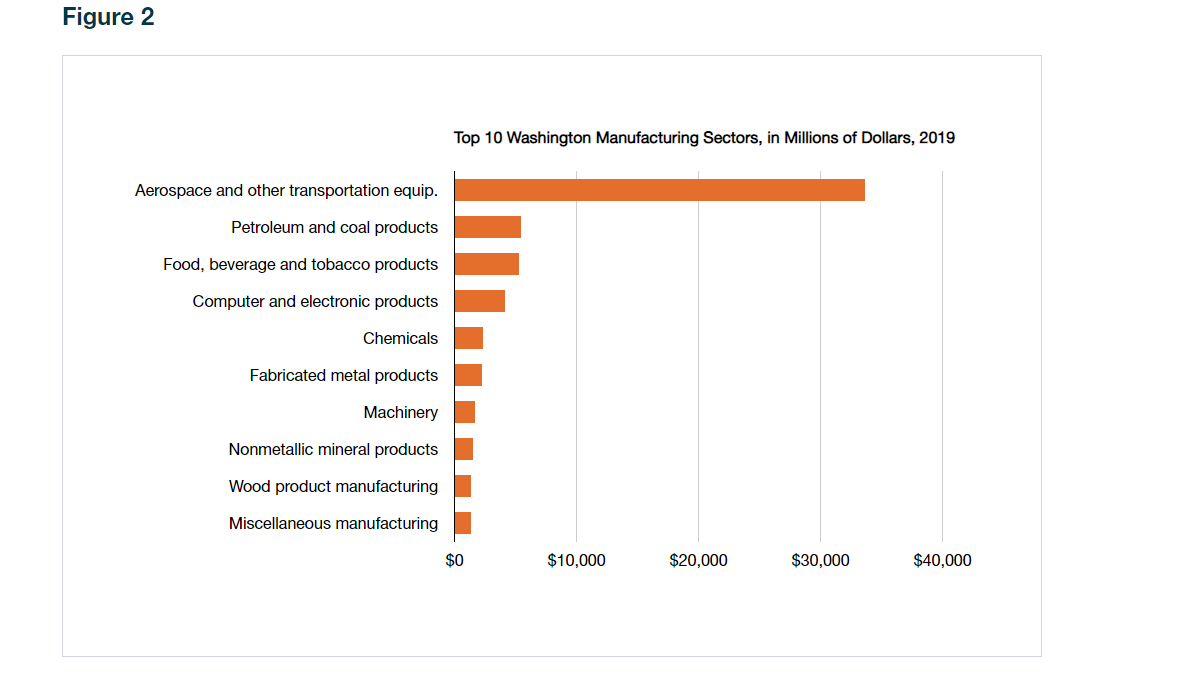 Figure 2
Top 10 Washington Manufacturing Sectors, in Millions of Dollars, 2019
Aerospace and other transportation equip.
Petroleum and coal products
Food, beverage and tobacco products
Computer and electronic products
Chemicals
Fabricated metal products
Machinery
Nonmetallic mineral products
Wood product manufacturing
Miscellaneous manufacturing
$0 $10,000 $20,000 $30,000 $40,000